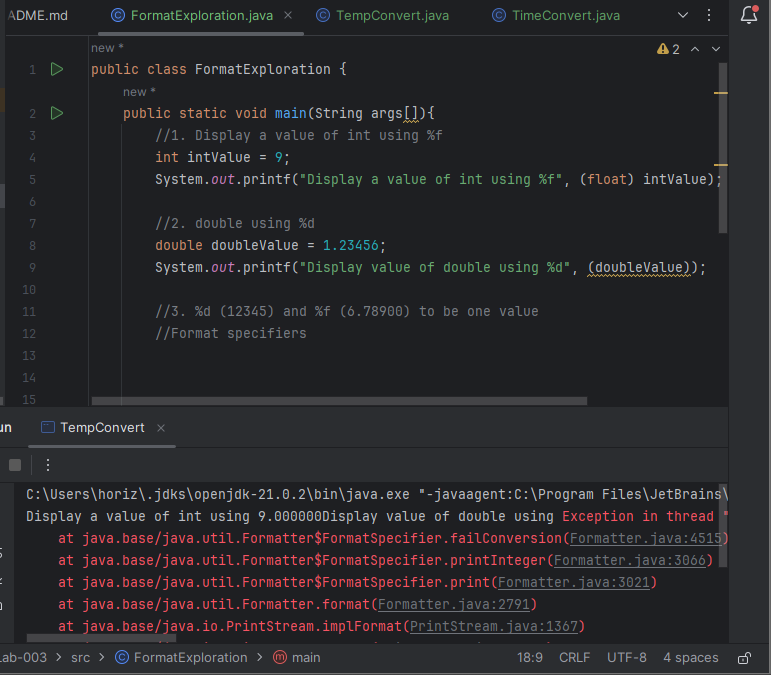 ADME.md FormatExploration.java TempConvert.java TimeConvert.java
new *
2
1 public class FormatExploration {
new *
2 public static void main(String args[]){
3 //1. Display a value of int using %f
4 int intValue = 9;
5 System.out.printf("Display a value of int using %f", (float) intValue);
6
7 //2. double using %d
8 double doubleValue = 1.23456;
9 System.out.printf("Display value of double using %d", (doubleValue));
10
11 //3. %d (12345) and %f (6.78900) to be one value
12 //Format specifiers
13
14
15
un TempConvert
C:\Users\horiz\.jdks\openjdk-21.0.2\bin\java.exe "-javaagent:C:\Program Files\JetBrains\
Display a value of int using 9.000000Display value of double using Exception in thread "
at java.base/java.util.Formatter$FormatSpecifier.failConversion(Formatter.java:4515)
at java.base/java.util.Formatter$FormatSpecifier.printInteger(Formatter.java:3066)
at java.base/java.util.Formatter$FormatSpecifier.print(Formatter.java:3021)
at java.base/java.util.Formatter.format(Formatter.java:2791)
at java.base/java.io.PrintStream.implFormat(PrintStream.java:1367)
Lab-003 > src > FormatExploration > main 18:9 CRLF UTF-8 4 spaces